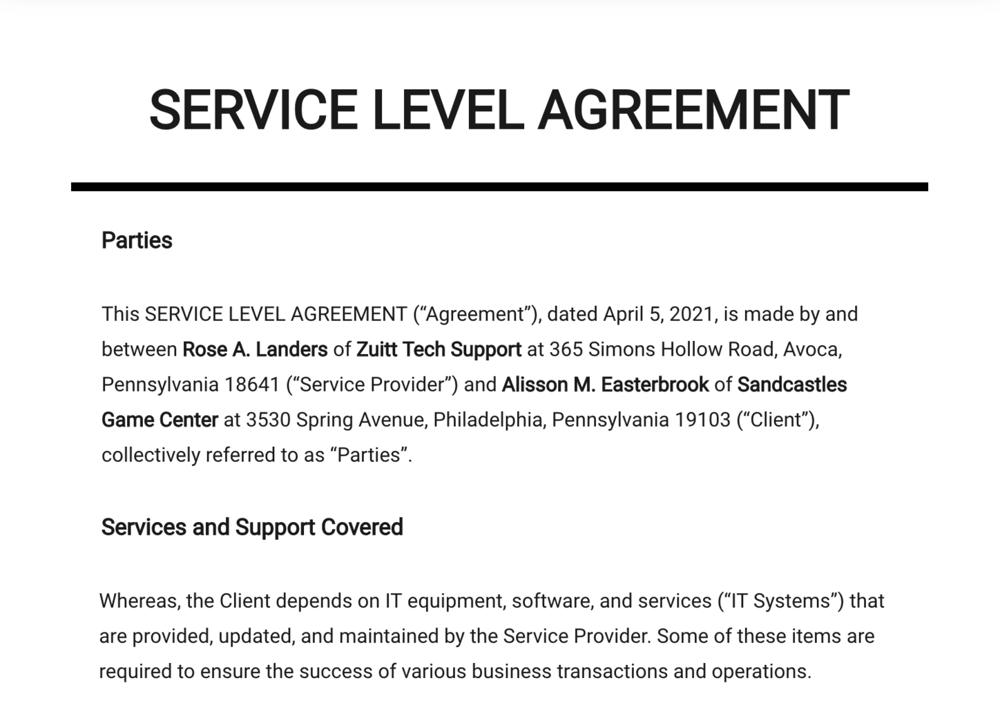 SERVICE LEVEL AGREEMENT
Parties
This SERVICE LEVEL AGREEMENT (“Agreement”), dated April 5, 2021, is made by and
between Rose A. Landers of Zuitt Tech Support at 365 Simons Hollow Road, Avoca,
Pennsylvania 18641 (“Service Provider”) and Alisson M. Easterbrook of Sandcastles
Game Center at 3530 Spring Avenue, Philadelphia, Pennsylvania 19103 (“Client”),
collectively referred to as “Parties”.
Services and Support Covered
Whereas, the Client depends on IT equipment, software, and services (“IT Systems”) that
are provided, updated, and maintained by the Service Provider. Some of these items are
required to ensure the success of various business transactions and operations.